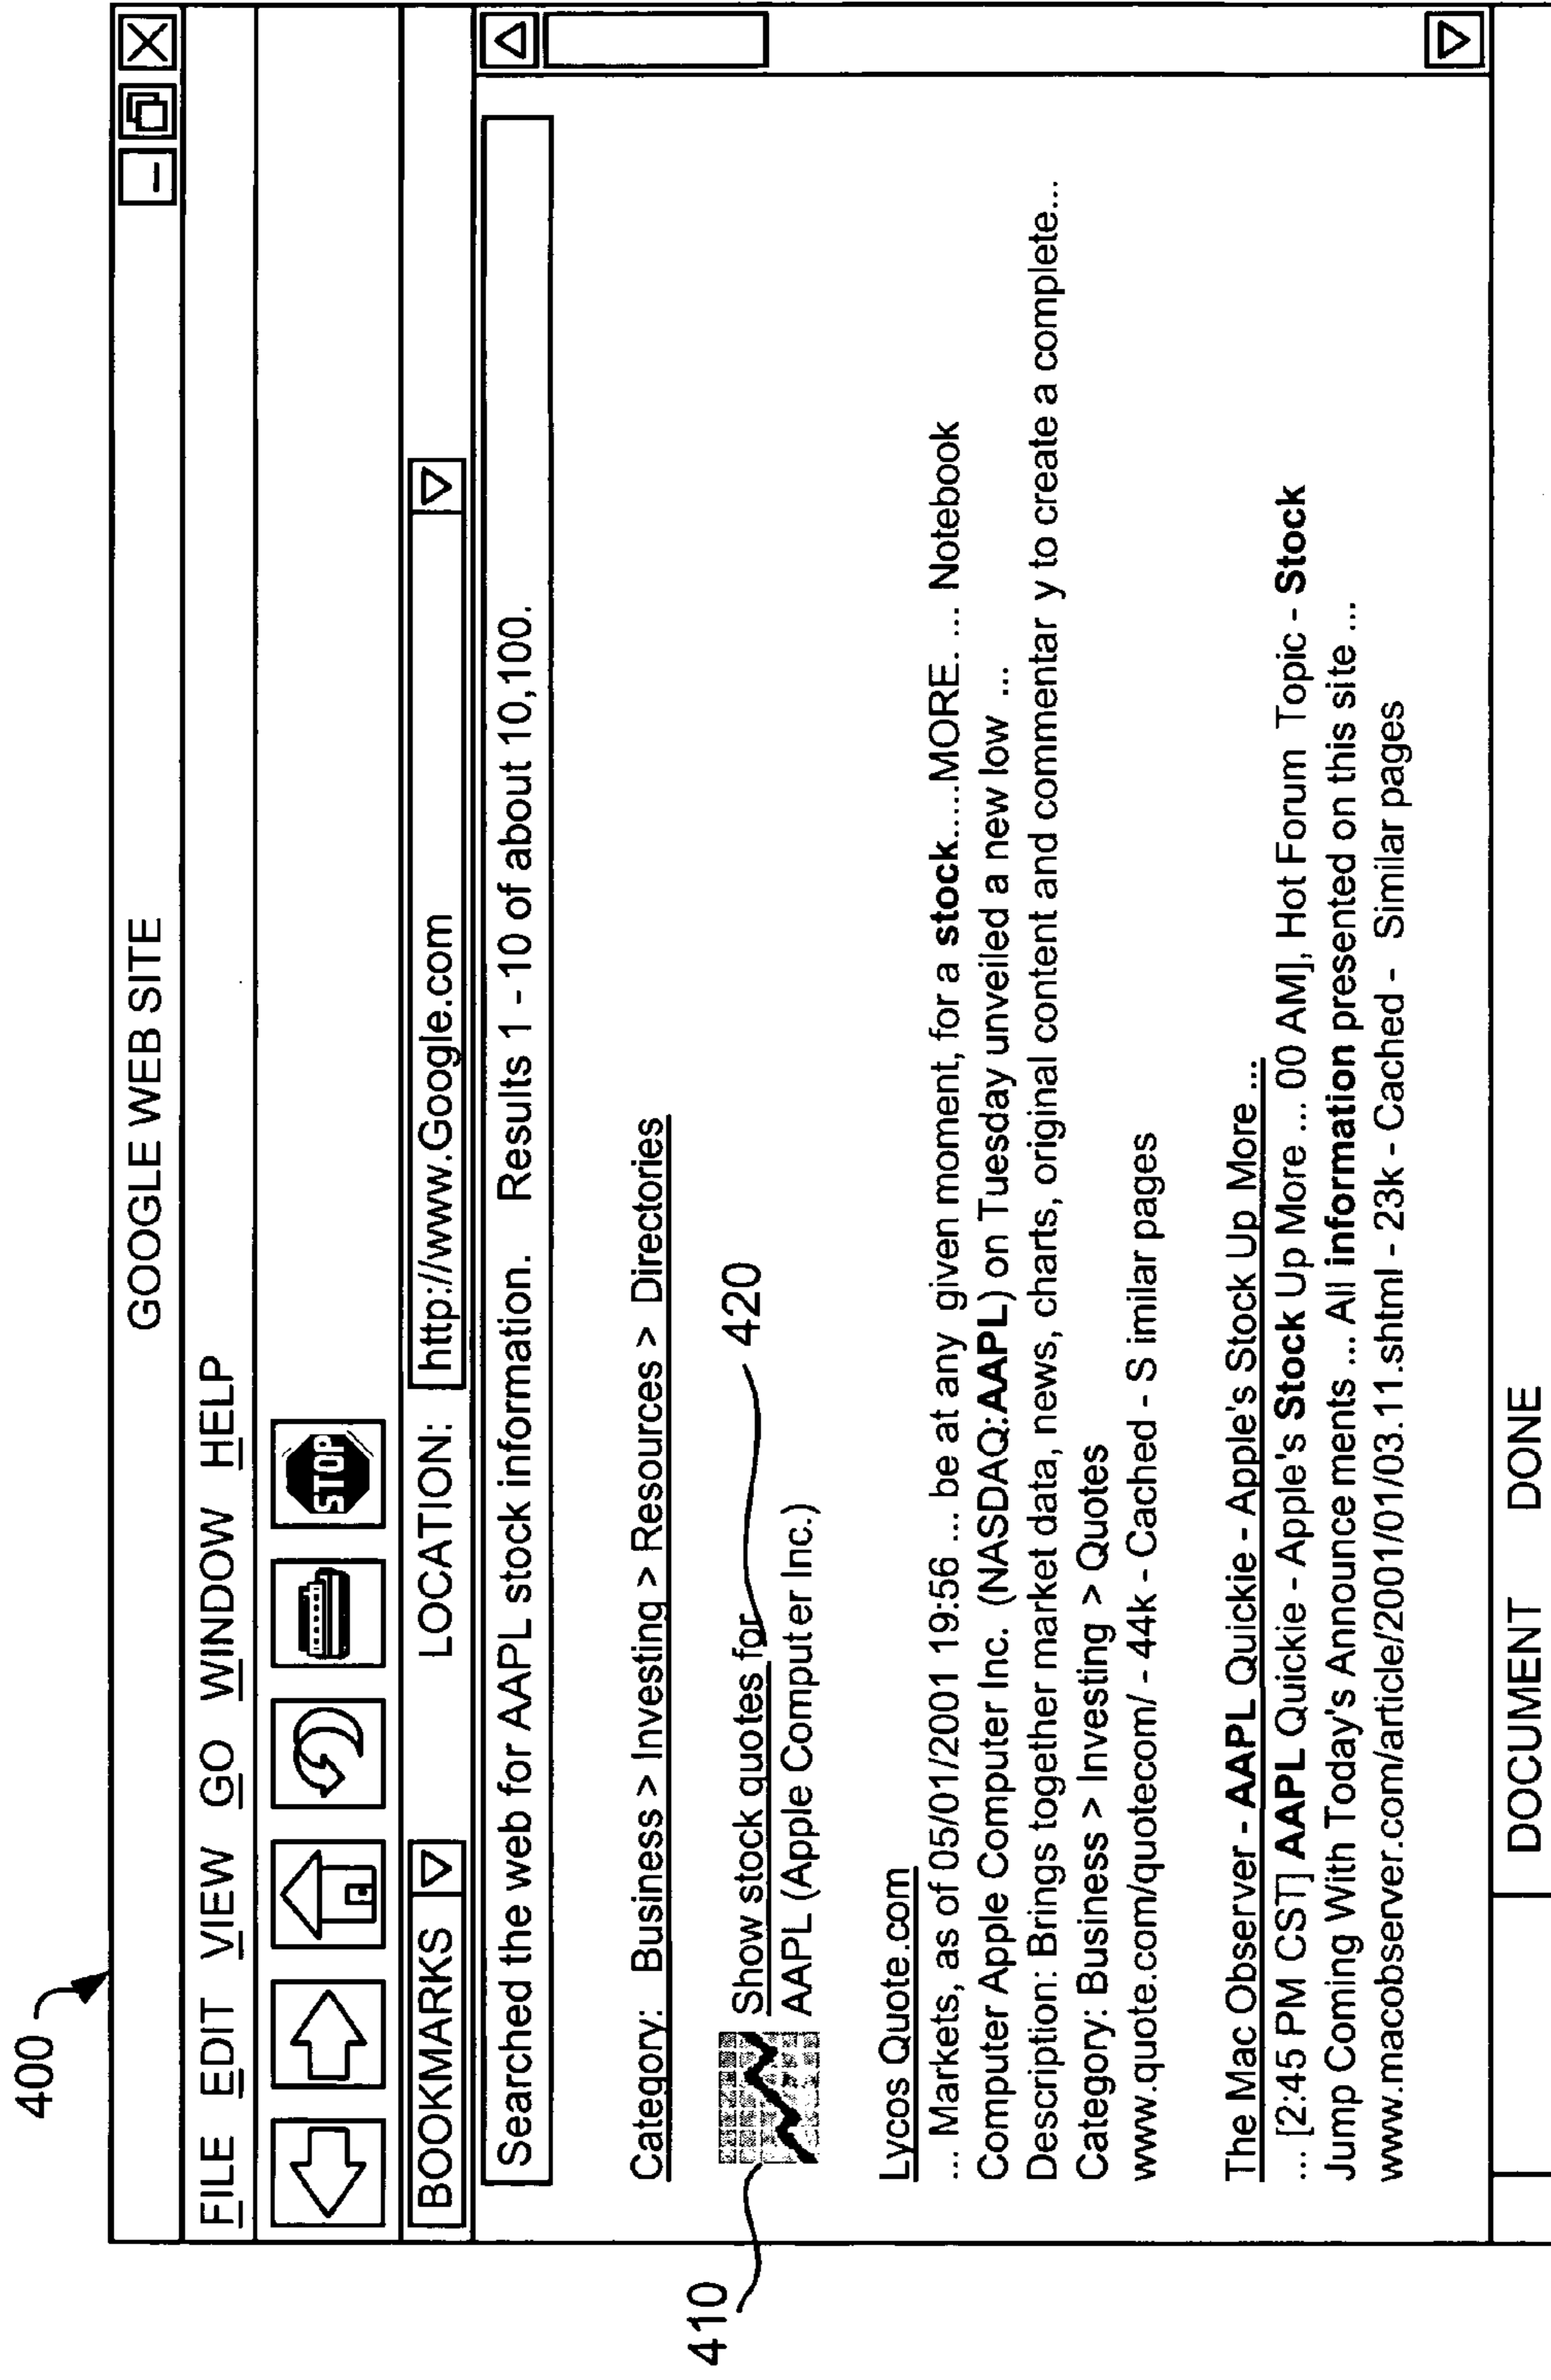 400
GOOGLE WEB SITE
FILE EDIT VIEW GO WINDOW HELP
STOP
BOOKMARKS LOCATION: http://www.Google.com
Searched the web for AAPL stock information. Results 1 - 10 of about 10,100.
Category: Business > Investing > Resources > Directories
410
Show stock quotes for
420
AAPL (Apple Computer Inc.)
Lycos Quote.com
... Markets, as of 05/01/2001 19:56 ... be at any given moment, for a stock.....MORE. ... Notebook
Computer Apple Computer Inc. (NASDAQ:AAPL) on Tuesday unveiled a new low ...
Description: Brings together market data, news, charts, original content and commentar y to create a complete...
Category: Business > Investing > Quotes
www.quote.com/quotecom/ - 44k - Cached - S imilar pages
The Mac Observer - AAPL Quickie - Apple's Stock Up More ...
... [2:45 PM CST] AAPL Quickie - Apple's Stock Up More ... 00 AM], Hot Forum Topic - Stock
Jump Coming With Today's Announce ments ... All information presented on this site ...
www.macobserver.com/article/2001/01/03.11.shtml - 23k - Cached - Similar pages
DOCUMENT DONE